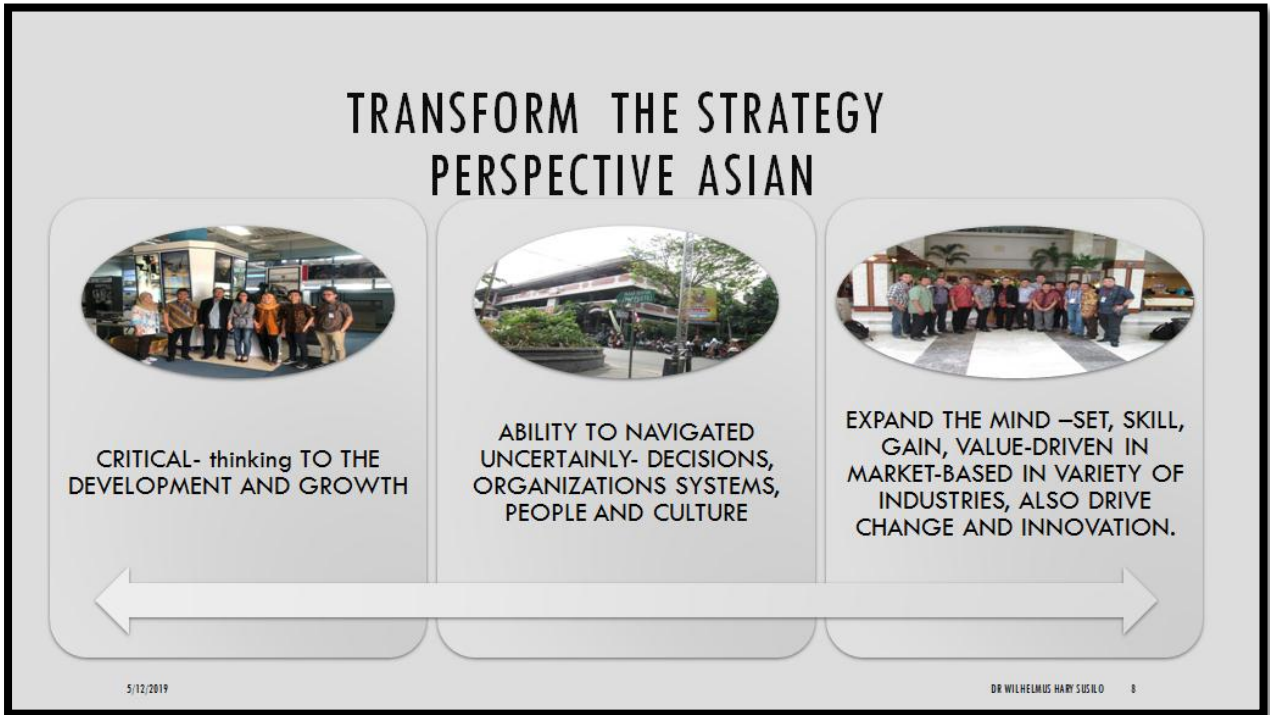 TRANSFORM THE STRATEGY
PERSPECTIVE ASIAN
CRITICAL- thinking TO THE
DEVELOPMENT AND GROWTH
ABILITY TO NAVIGATED
UNCERTAINLY- DECISIONS,
ORGANIZATIONS SYSTEMS,
PEOPLE AND CULTURE
EXPAND THE MIND –SET, SKILL,
GAIN, VALUE-DRIVEN IN
MARKET-BASED IN VARIETY OF
INDUSTRIES, ALSO DRIVE
CHANGE AND INNOVATION.
5/12/2019
DR WILHELMUS HARY SUSILO 8